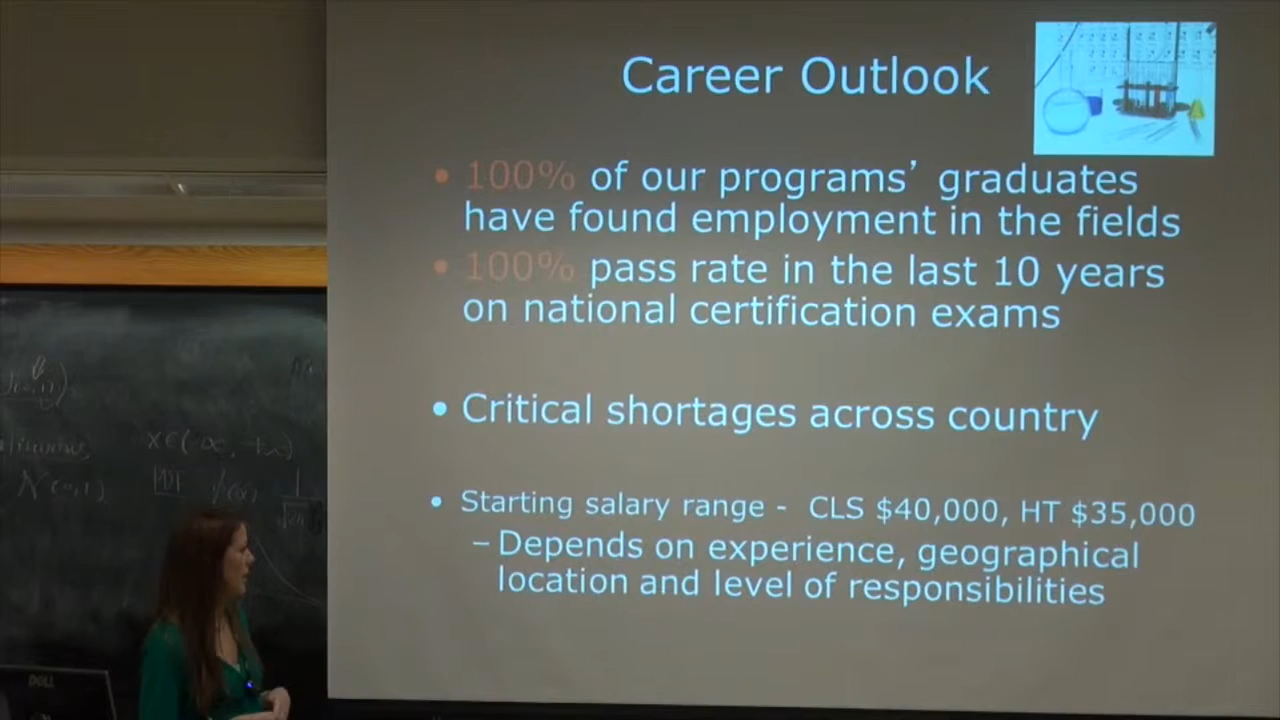 Career Outlook
• 100% of our programs’ graduates
have found employment in the fields
• 100% pass rate in the last 10 years
on national certification exams
• Critical shortages across country
• Starting salary range - CLS $40,000, HT $35,000
– Depends on experience, geographical
location and level of responsibilities
DELL